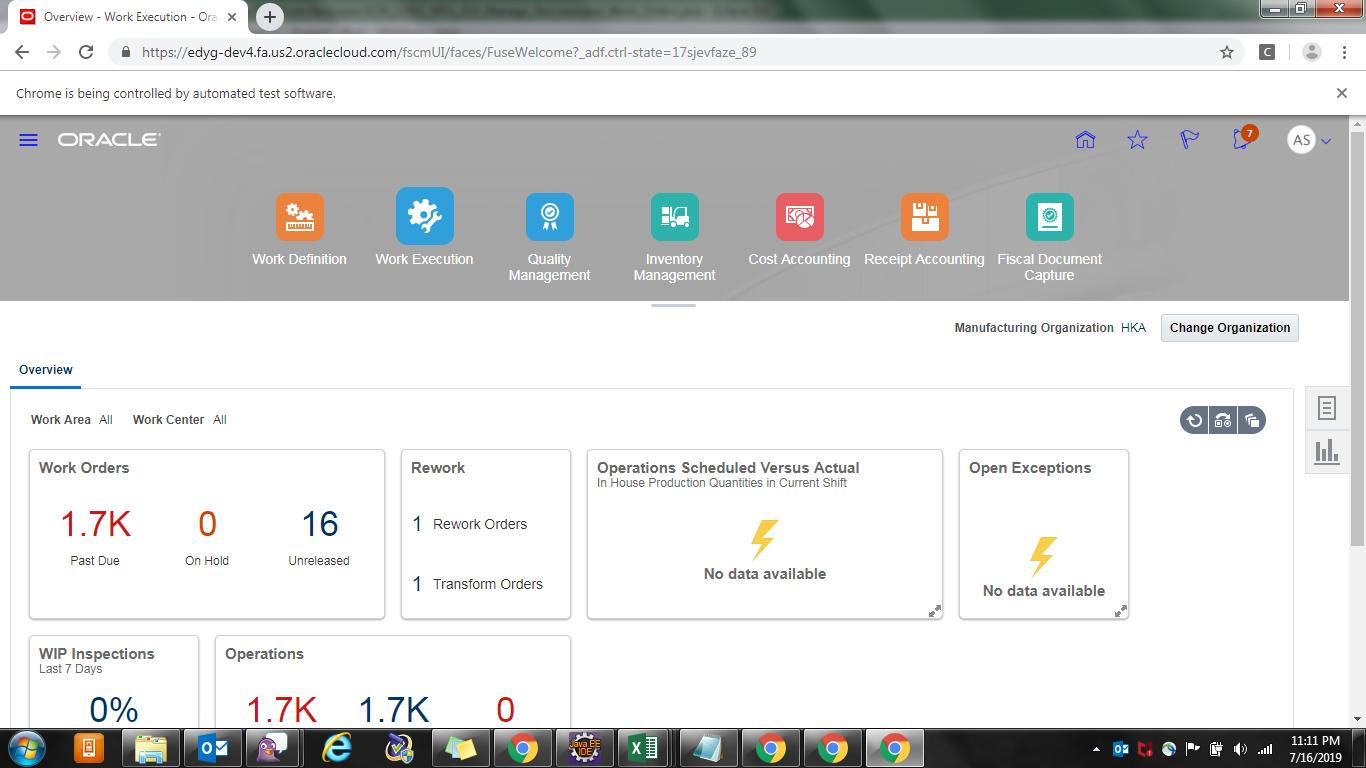 Overview - Work Execution - Ora
https://edyg-dev4.fa.us2.oraclecloud.com/fscmUI/faces/FuseWelcome?_adf.ctrl-state=17sjevfaze_89
C
Chrome is being controlled by automated test software.
ORACLE
7
AS
Work Definition
Work Execution
Quality
Management
Inventory
Management
Cost Accounting
Receipt Accounting
Fiscal Document
Capture
Manufacturing Organization HKA
Change Organization
Overview
Work Area All Work Center All
Work Orders
1.7K 0 16
Past Due On Hold Unreleased
Rework
1 Rework Orders
1 Transform Orders
Operations Scheduled Versus Actual
In House Production Quantities in Current Shift
No data available
Open Exceptions
No data available
WIP Inspections
Last 7 Days
0%
Operations
1.7K 1.7K 0
Java EE
IDE
11:11 PM
7/16/2019